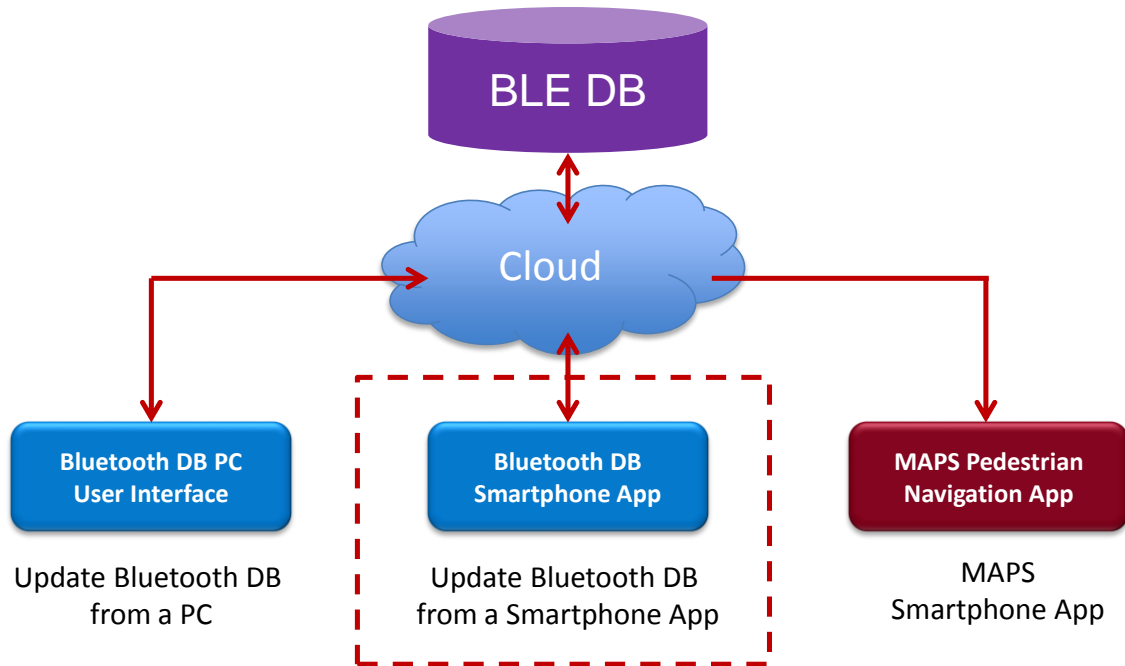 BLE DB
Cloud
Bluetooth DB PC
User Interface
Bluetooth DB
Smartphone App
MAPS Pedestrian
Navigation App
Update Bluetooth DB
from a PC
Update Bluetooth DB
from a Smartphone App
MAPS
Smartphone App